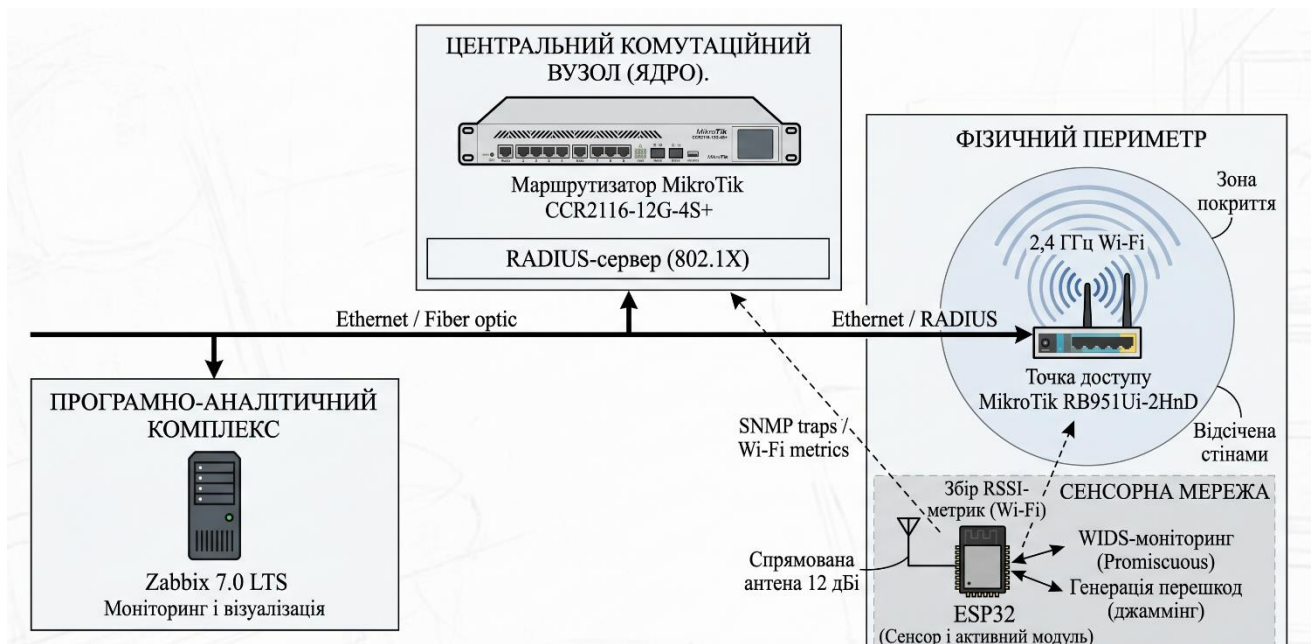 ЦЕНТРАЛЬНИЙ КОМУТАЦІЙНИЙ
ВУЗОЛ (ЯДРО).
MikroTik
MikroTik
Маршрутизатор MikroTik
CCR2116-12G-4S+
RADIUS-сервер (802.1X)
Ethernet / Fiber optic
Ethernet / RADIUS
ПРОГРАМНО-АНАЛІТИЧНИЙ
КОМПЛЕКС
Zabbix 7.0 LTS
Моніторинг і візуалізація
ФІЗИЧНИЙ ПЕРИМЕТР
Зона
покриття
2,4 ГГц Wi-Fi
Точка доступу
MikroTik RB951Ui-2HnD
Відсічена
стінами
SNMP traps /
Wi-Fi metrics
СЕНСОРНА МЕРЕЖА
Збір RSSI-
метрик (Wi-Fi)
Спрямована
антена 12 дБі
WIDS-моніторинг
(Promiscuous)
Генерація перешкод
(джаммінг)
ESP32
(Сенсор і активний модуль)